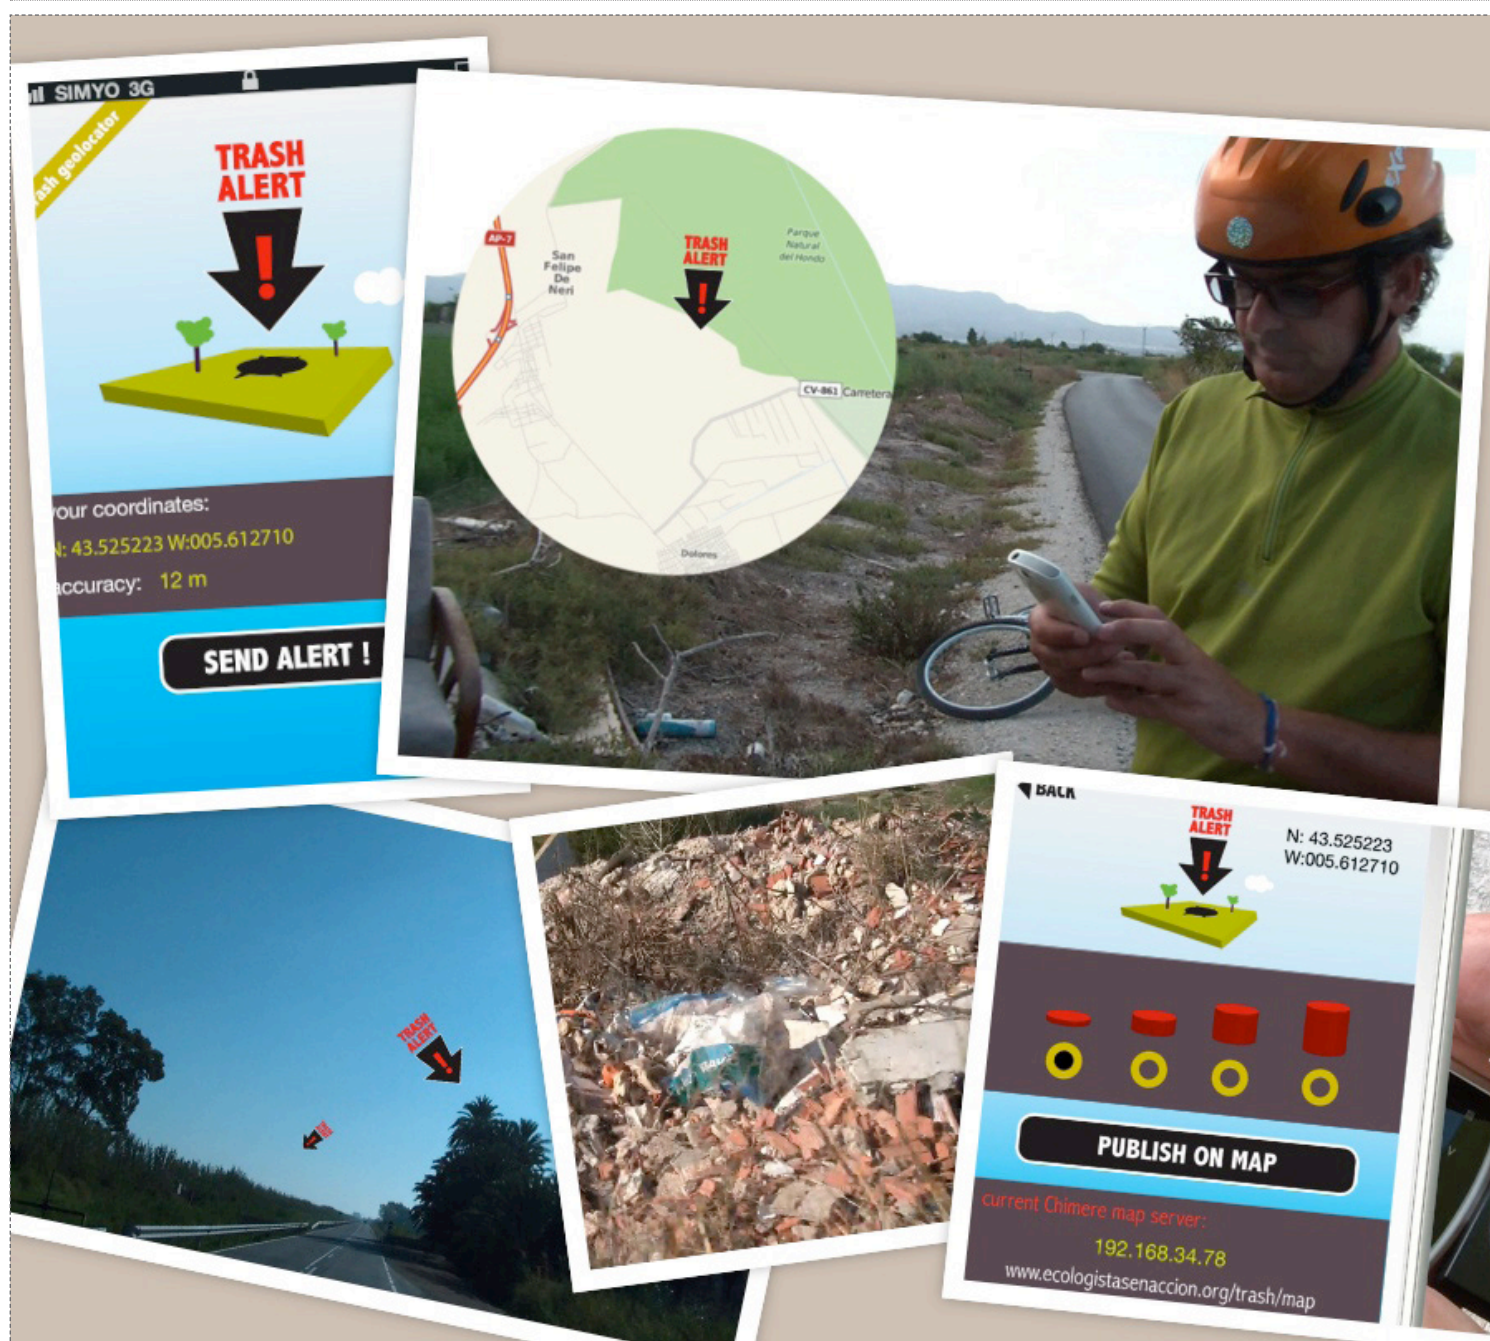 SIMYO 3G
ash geolocator
TRASH
ALERT
!
your coordinates:
N: 43.525223 W:005.612710
accuracy: 12 m
SEND ALERT !
AP-7
San
Felipe
De
Neri
TRASH
ALERT
!
Parque
Natural
del Hondo
CV-861 Carretera
Dolores
TRASH
ALERT
!
BACK
TRASH
ALERT
!
N: 43.525223
W:005.612710
PUBLISH ON MAP
current Chimere map server:
192.168.34.78
www.ecologistasenaccion.org/trash/map